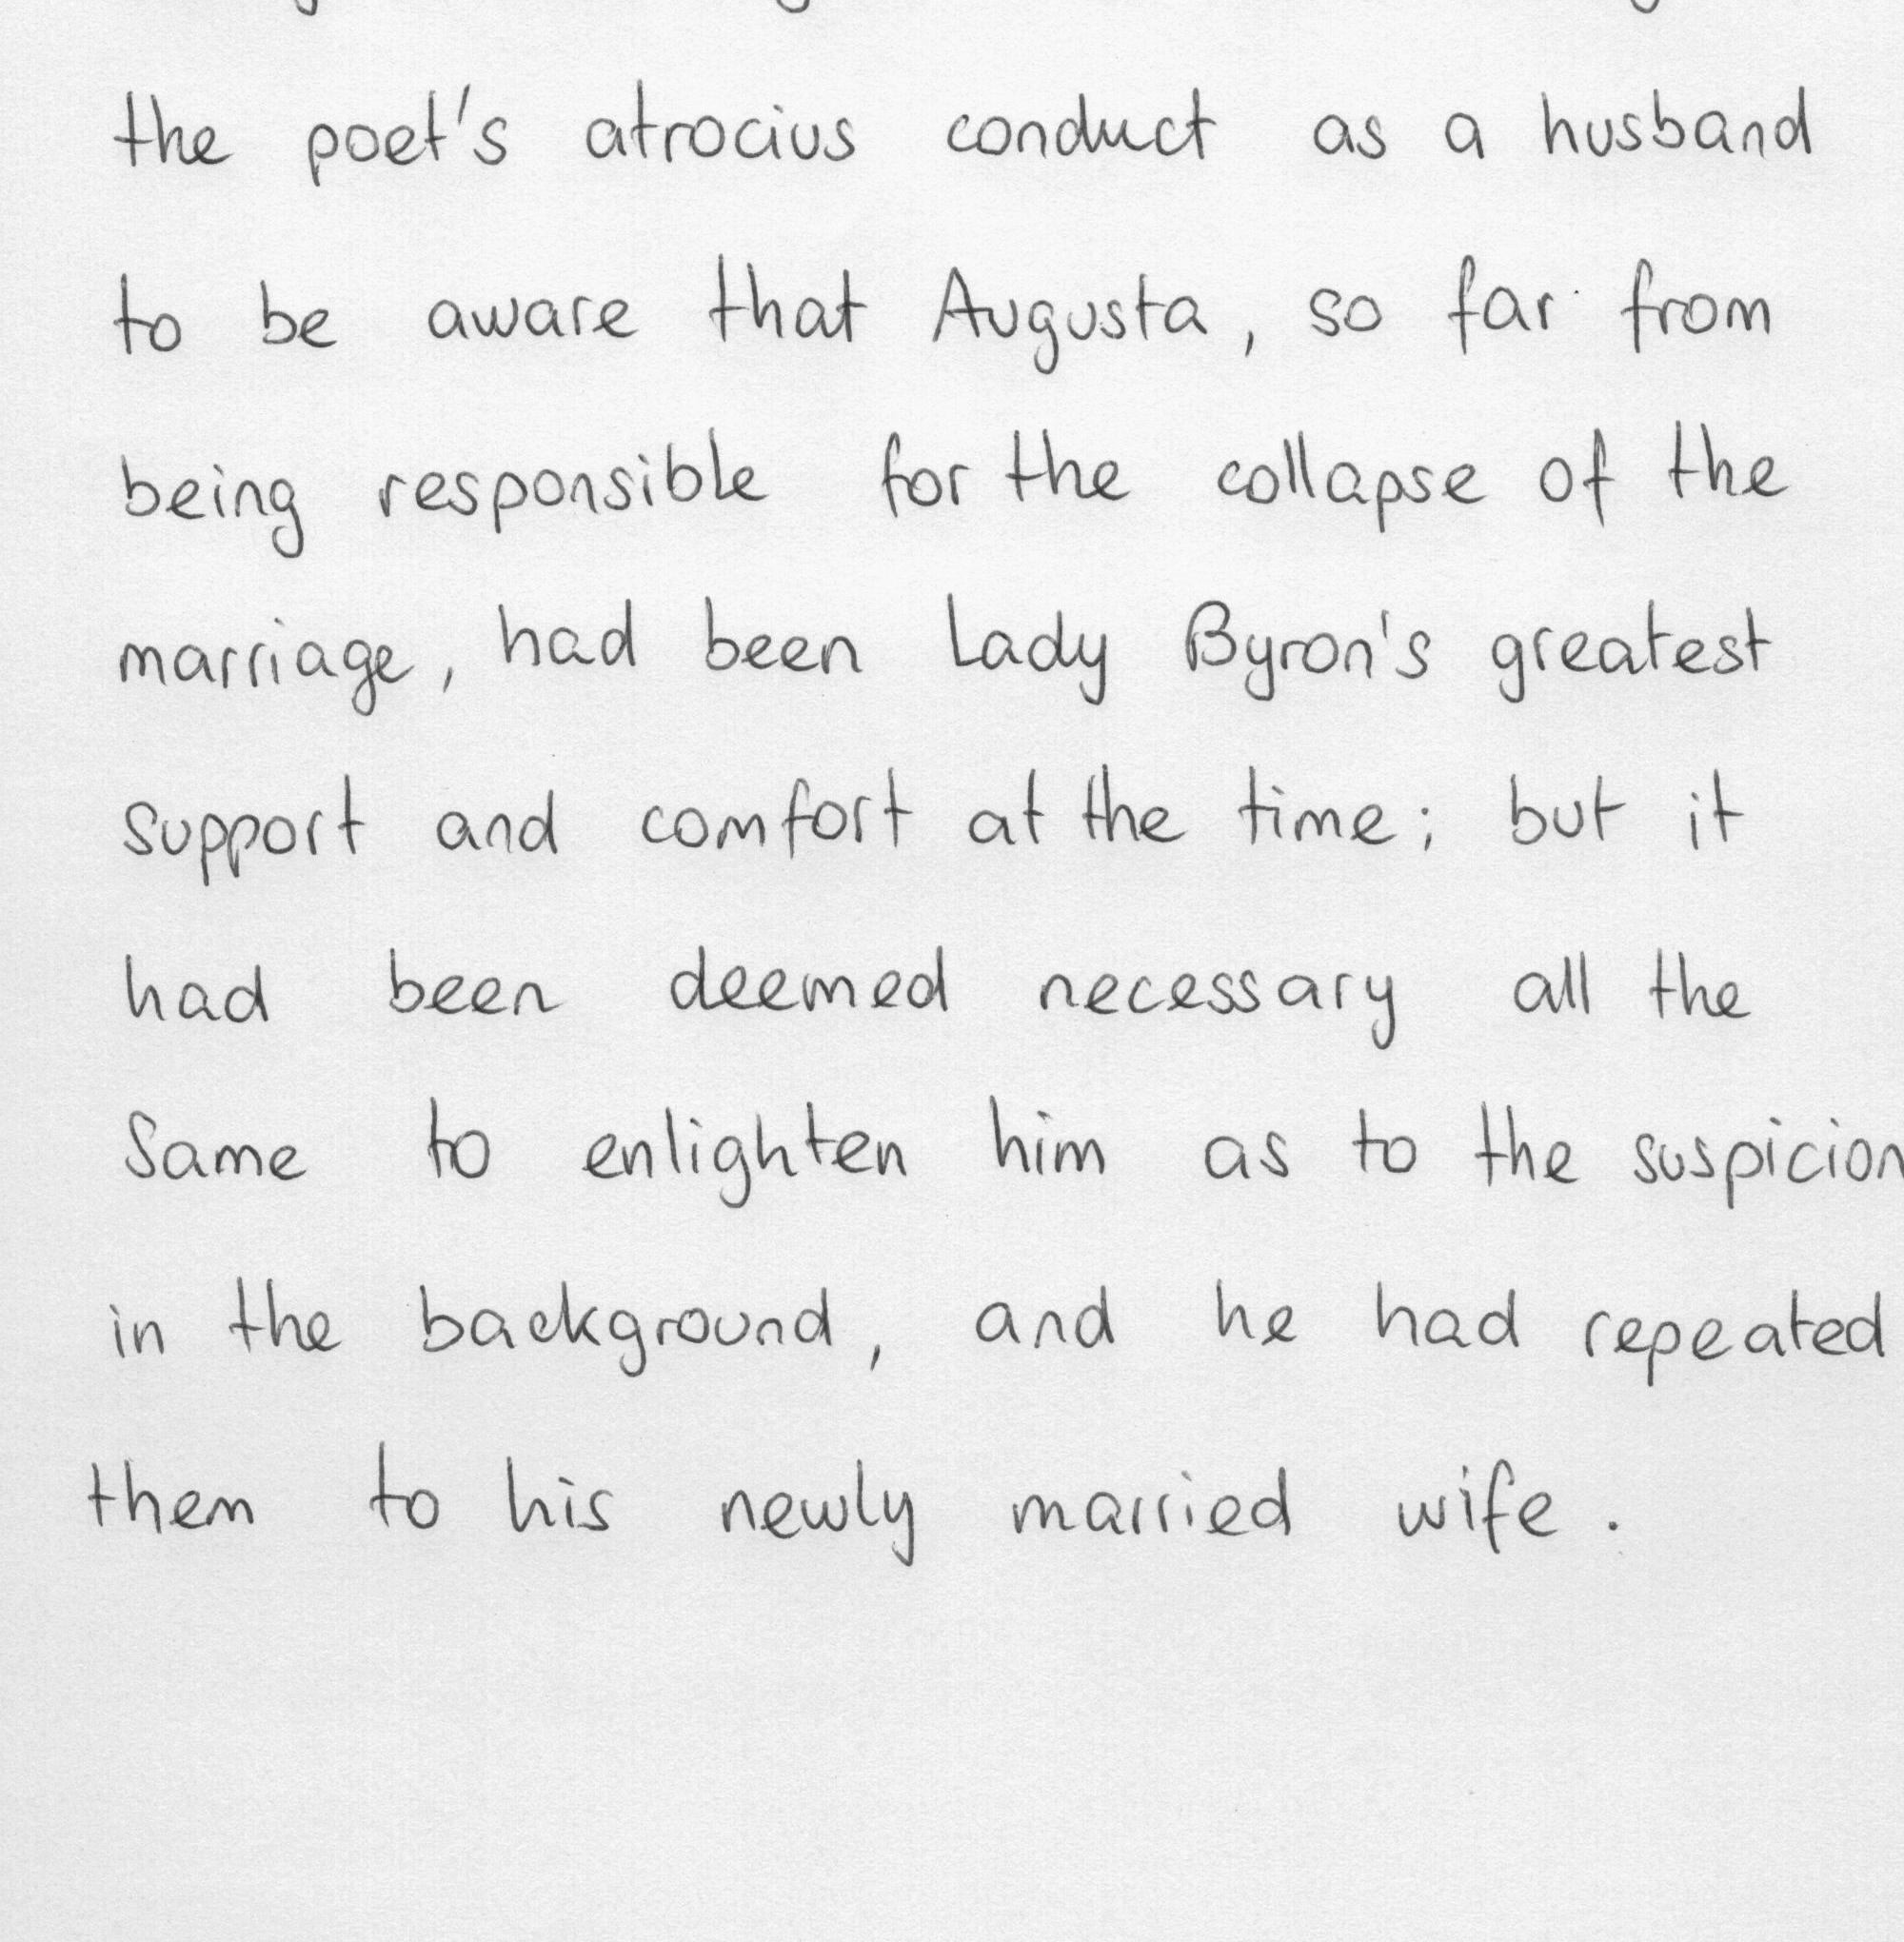 the poet's atrocius conduct as a husband
to be aware that Augusta, so far from
being responsible for the collapse of the
marriage, had been Lady Byron's greatest
support and comfort at the time; but it
had been deemed necessary all the
Same to enlighten him as to the suspicion
in the background, and he had repeated
them to his newly married wife.